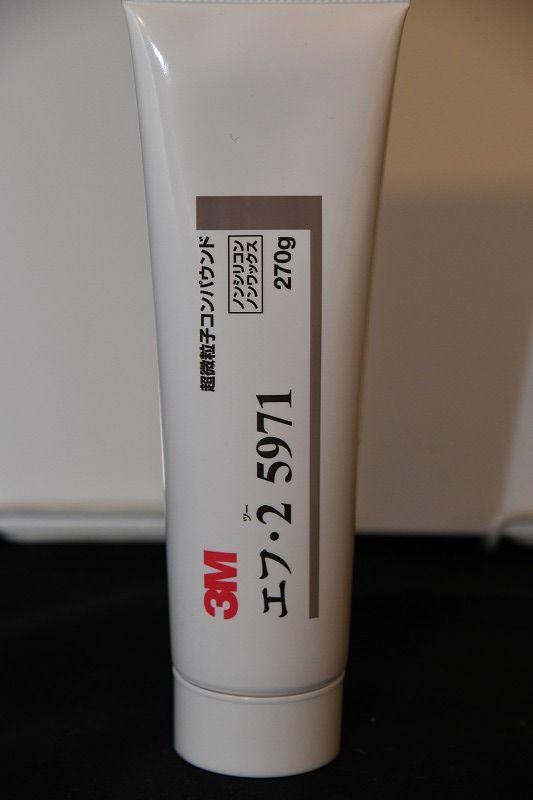 超微粒子コンパウンド
ノンシリコン
ノンワックス
270g
3M
ツー
エフ・2 5971